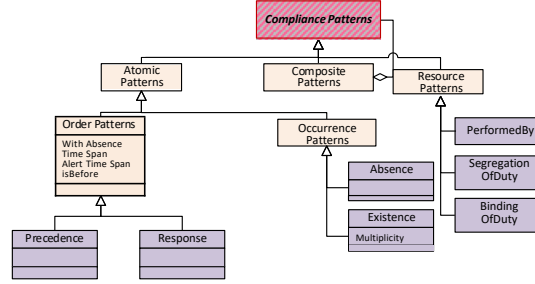 Compliance Patterns
Atomic
Patterns
Composite
Patterns
Resource
Patterns
Order Patterns
With Absence
Time Span
Alert Time Span
isBefore
Occurrence
Patterns
PerformedBy
Segregation
OfDuty
Binding
OfDuty
Absence
Existence
Multiplicity
Precedence
Response